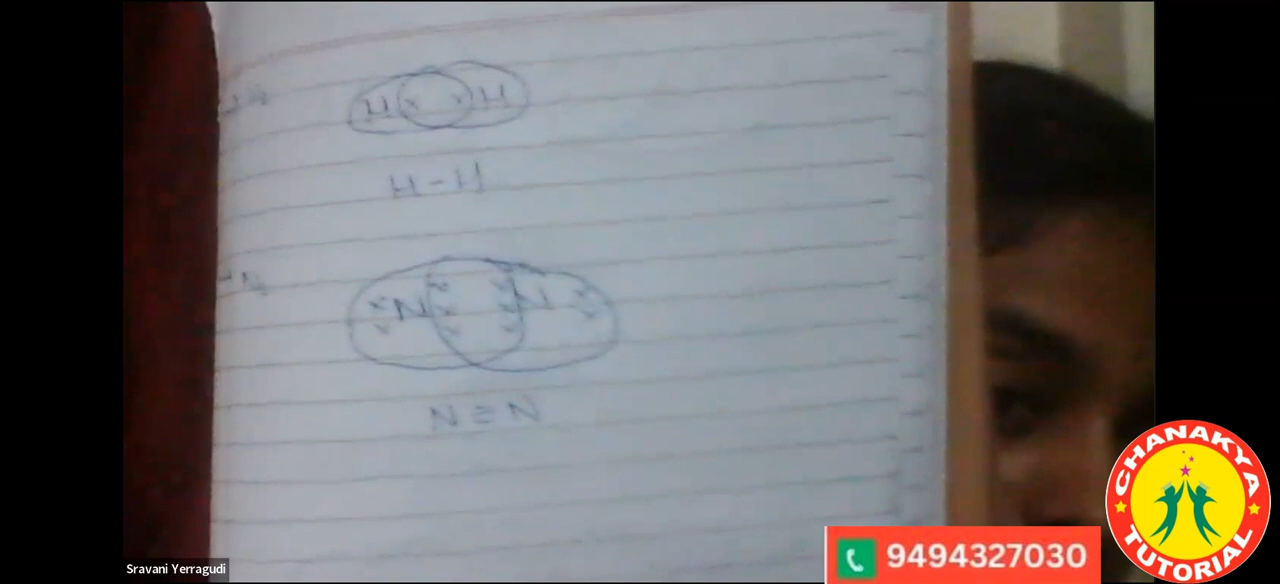 H x x H
H - H
x x N x x x x x x N x x
N ≡ N
Sravani Yerragudi
9494327030
CHANAKYA
TUTORIAL